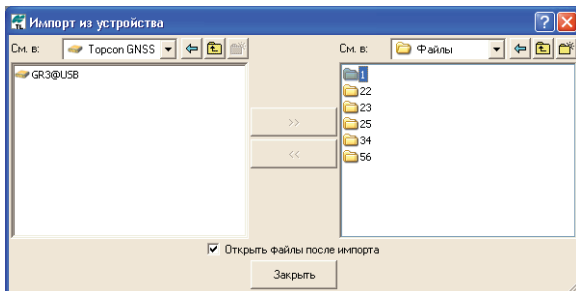 Импорт из устройства
См. в: Topcon GNSS См. в: Файлы
GR3@USB
1
22
23
25
34
56
>>
<<
Открыть файлы после импорта
Закрыть